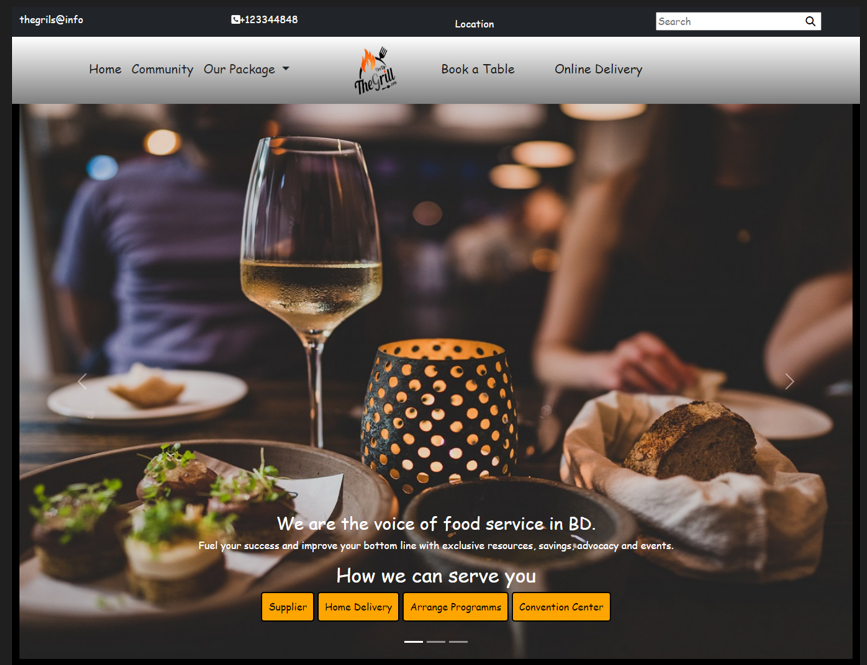 thegrils@info
+123344848
Location
Search
Home
Community
Our Package
TheGrill
Book a Table
Online Delivery
We are the voice of food service in BD.
Fuel your success and improve your bottom line with exclusive resources, savings,advocacy and events.
How we can serve you
Supplier
Home Delivery
Arrange Programms
Convention Center